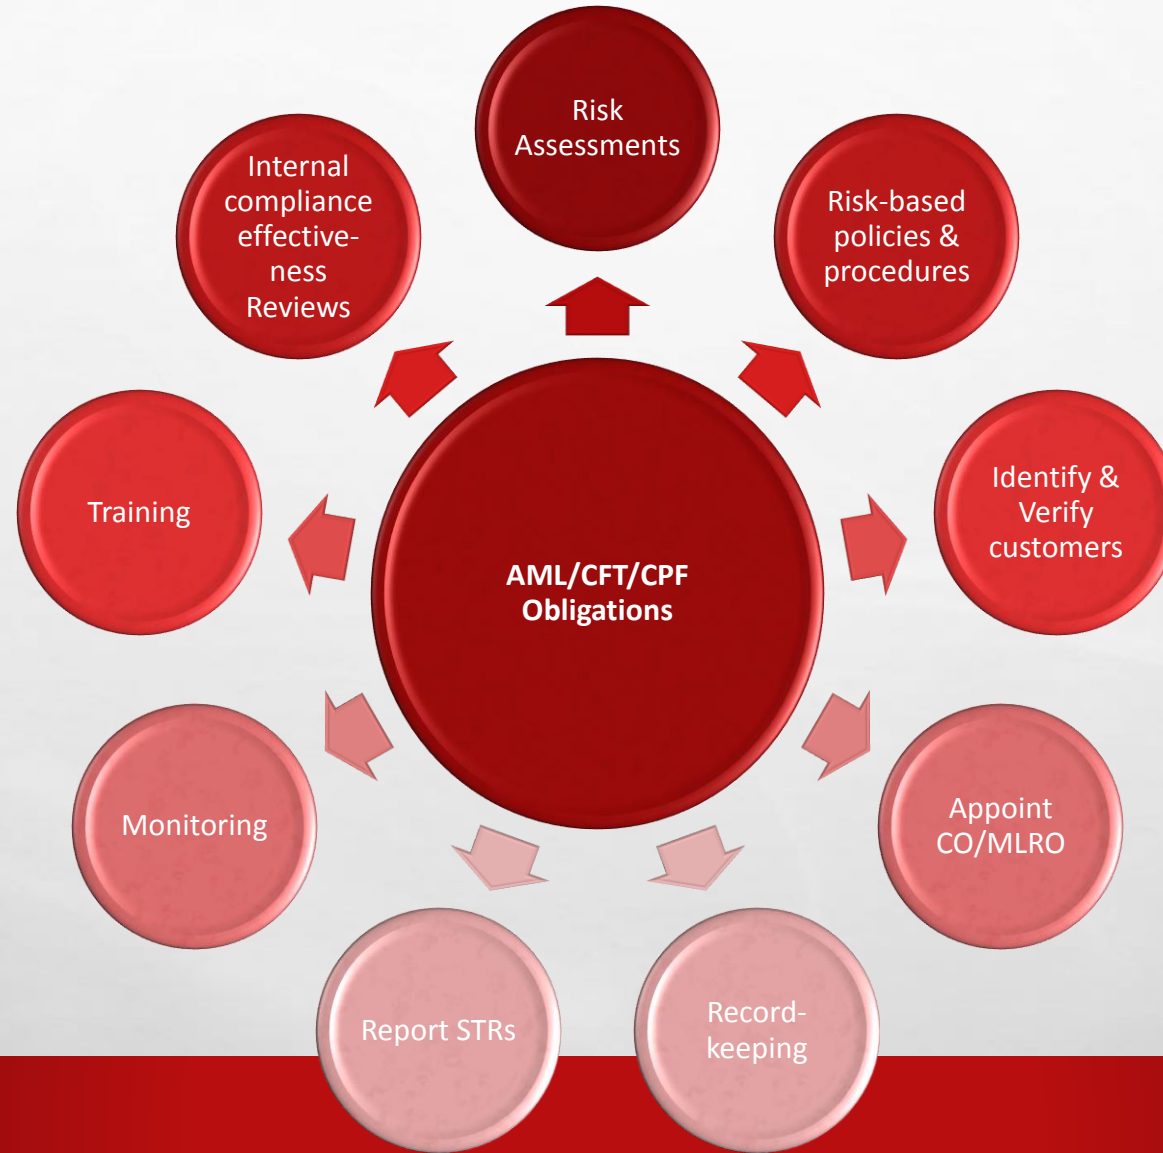 Risk
Assessments
Risk-based
policies &
procedures
Identify &
Verify
customers
Appoint
CO/MLRO
Record-
keeping
Report STRs
Monitoring
Training
Internal
compliance
effective-
ness
Reviews
AML/CFT/CPF
Obligations